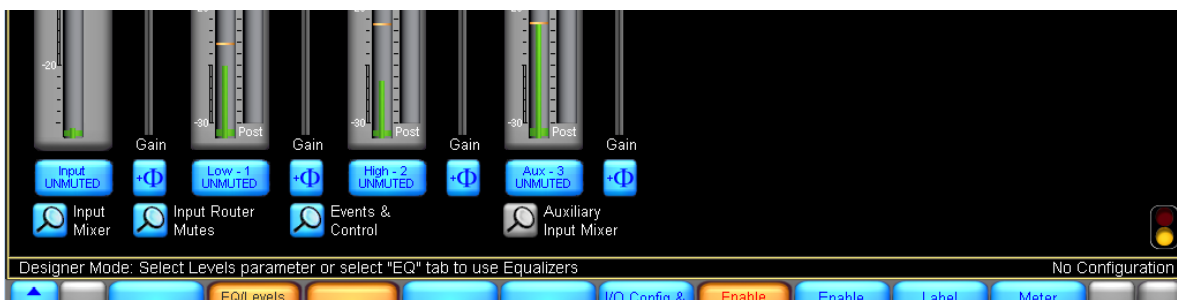 -20
-30 Post
-30 Post
-30 Post
Gain
Gain
Gain
Gain
Input
UNMUTED
+Φ
Low - 1
UNMUTED
+Φ
High - 2
UNMUTED
+Φ
Aux - 3
UNMUTED
+Φ
Input
Mixer
Input Router
Mutes
Events &
Control
Auxiliary
Input Mixer
Designer Mode: Select Levels parameter or select "EQ" tab to use Equalizers
No Configuration
EQ/Levels
I/O Config &
Enable
Enable
Label
Meter